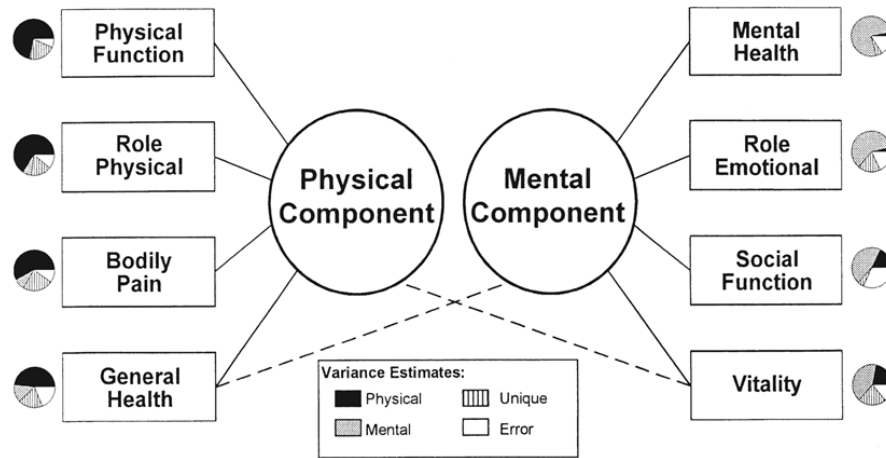 Physical
Function
Role
Physical
Bodily
Pain
General
Health
Physical
Component
Mental
Component
Mental
Health
Role
Emotional
Social
Function
Vitality
Variance Estimates:
Physical
Unique
Mental
Error